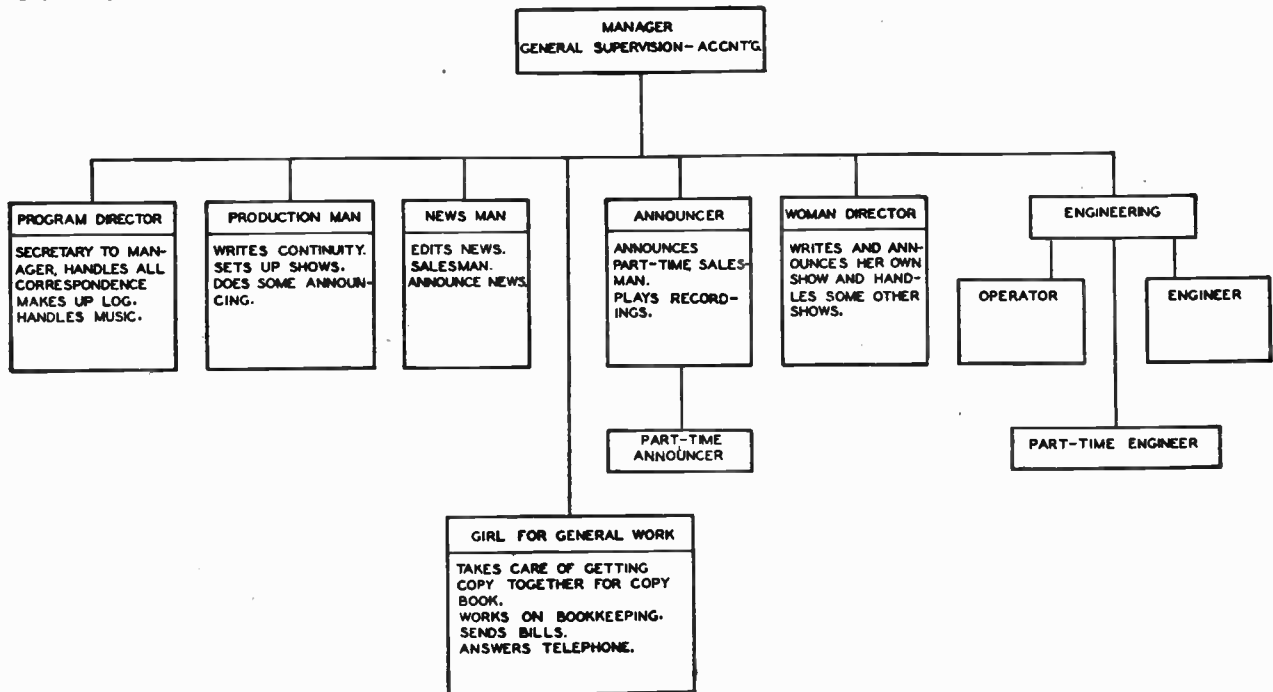 MANAGER
GENERAL SUPERVISION-ACCNT'G.
PROGRAM DIRECTOR
SECRETARY TO MAN-
AGER, HANDLES ALL
CORRESPONDENCE
MAKES UP LOG.
HANDLES MUSIC.
PRODUCTION MAN
WRITES CONTINUITY.
SETS UP SHOWS.
DOES SOME ANNOUN-
CING.
NEWS MAN
EDITS NEWS.
SALESMAN.
ANNOUNCE NEWS.
ANNOUNCER
ANNOUNCES
PART-TIME SALES-
MAN.
PLAYS RECORD-
INGS.
WOMAN DIRECTOR
WRITES AND ANN-
OUNCES HER OWN
SHOW AND HAND-
LES SOME OTHER
SHOWS.
ENGINEERING
OPERATOR
ENGINEER
PART-TIME
ANNOUNCER
PART-TIME ENGINEER
GIRL FOR GENERAL WORK
TAKES CARE OF GETTING
COPY TOGETHER FOR COPY
BOOK.
WORKS ON BOOKKEEPING.
SENDS BILLS.
ANSWERS TELEPHONE.